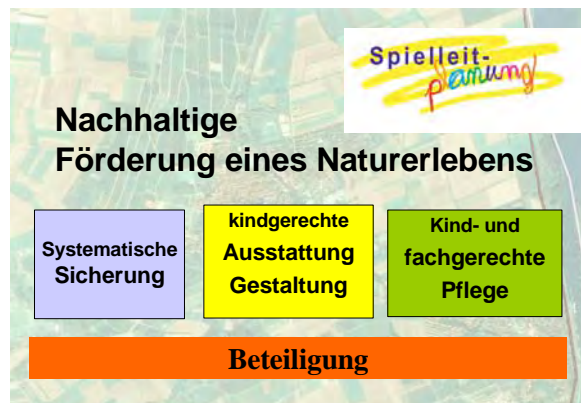 Spielleit-
planung
Nachhaltige
Förderung eines Naturerlebens
Systematische
Sicherung
kindgerechte
Ausstattung
Gestaltung
Kind- und
fachgerechte
Pflege
Beteiligung